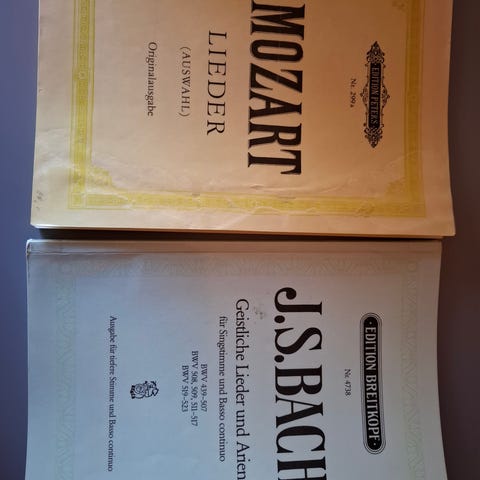 EDITION PETERS
Nr. 299a
MOZART
LIEDER
(AUSWAHL)
Originalausgabe
EDITION BREITKOPF
Nr. 4738
J.S.BACH
Geistliche Lieder und Arien
für Singstimme und Basso continuo
BWV 439-507
BWV 508, 509, 511-517
BWV 519-523
Ausgabe für tiefere Stimme und Basso continuo